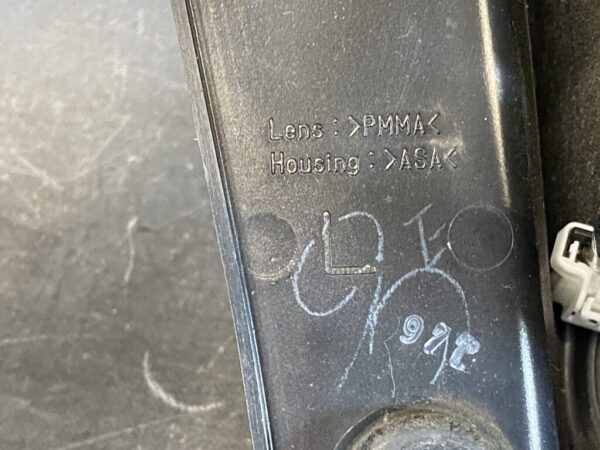 Lens : >PMMA<
Housing : >ASA<
L